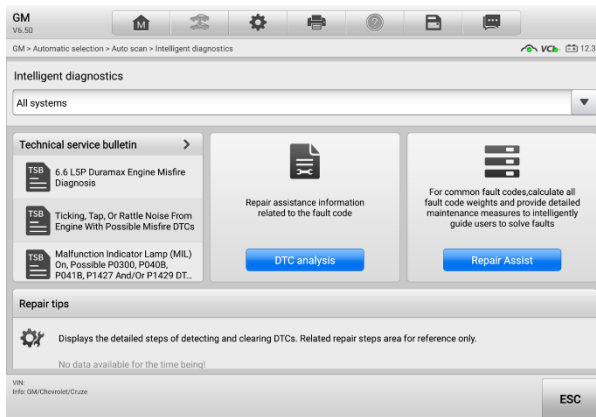 GM
V6.50
GM > Automatic selection > Auto scan > Intelligent diagnostics
VCI
12.3
Intelligent diagnostics
All systems
Technical service bulletin >
TSB
6.6 L5P Duramax Engine Misfire
Diagnosis
TSB
Ticking, Tap, Or Rattle Noise From
Engine With Possible Misfire DTCs
TSB
Malfunction Indicator Lamp (MIL)
On, Possible P0300, P040B,
P041B, P1427 And/Or P1429 DT...
Repair assistance information
related to the fault code
DTC analysis
For common fault codes,calculate all
fault code weights and provide detailed
maintenance measures to intelligently
guide users to solve faults
Repair Assist
Repair tips
Displays the detailed steps of detecting and clearing DTCs. Related repair steps area for reference only.
No data available for the time being!
VIN:
Info: GM/Chevrolet/Cruze
ESC